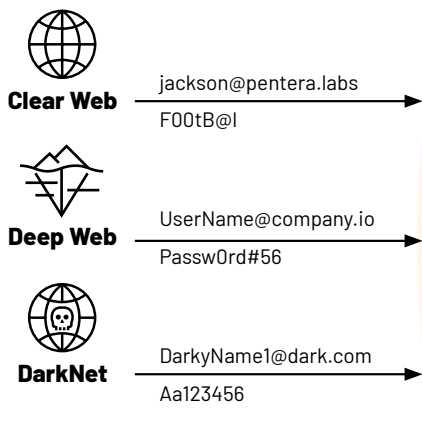 jackson@pentera.labs
Clear Web
F00tB@l
UserName@company.io
Deep Web
Passw0rd#56
DarkyName1@dark.com
DarkNet
Aa123456